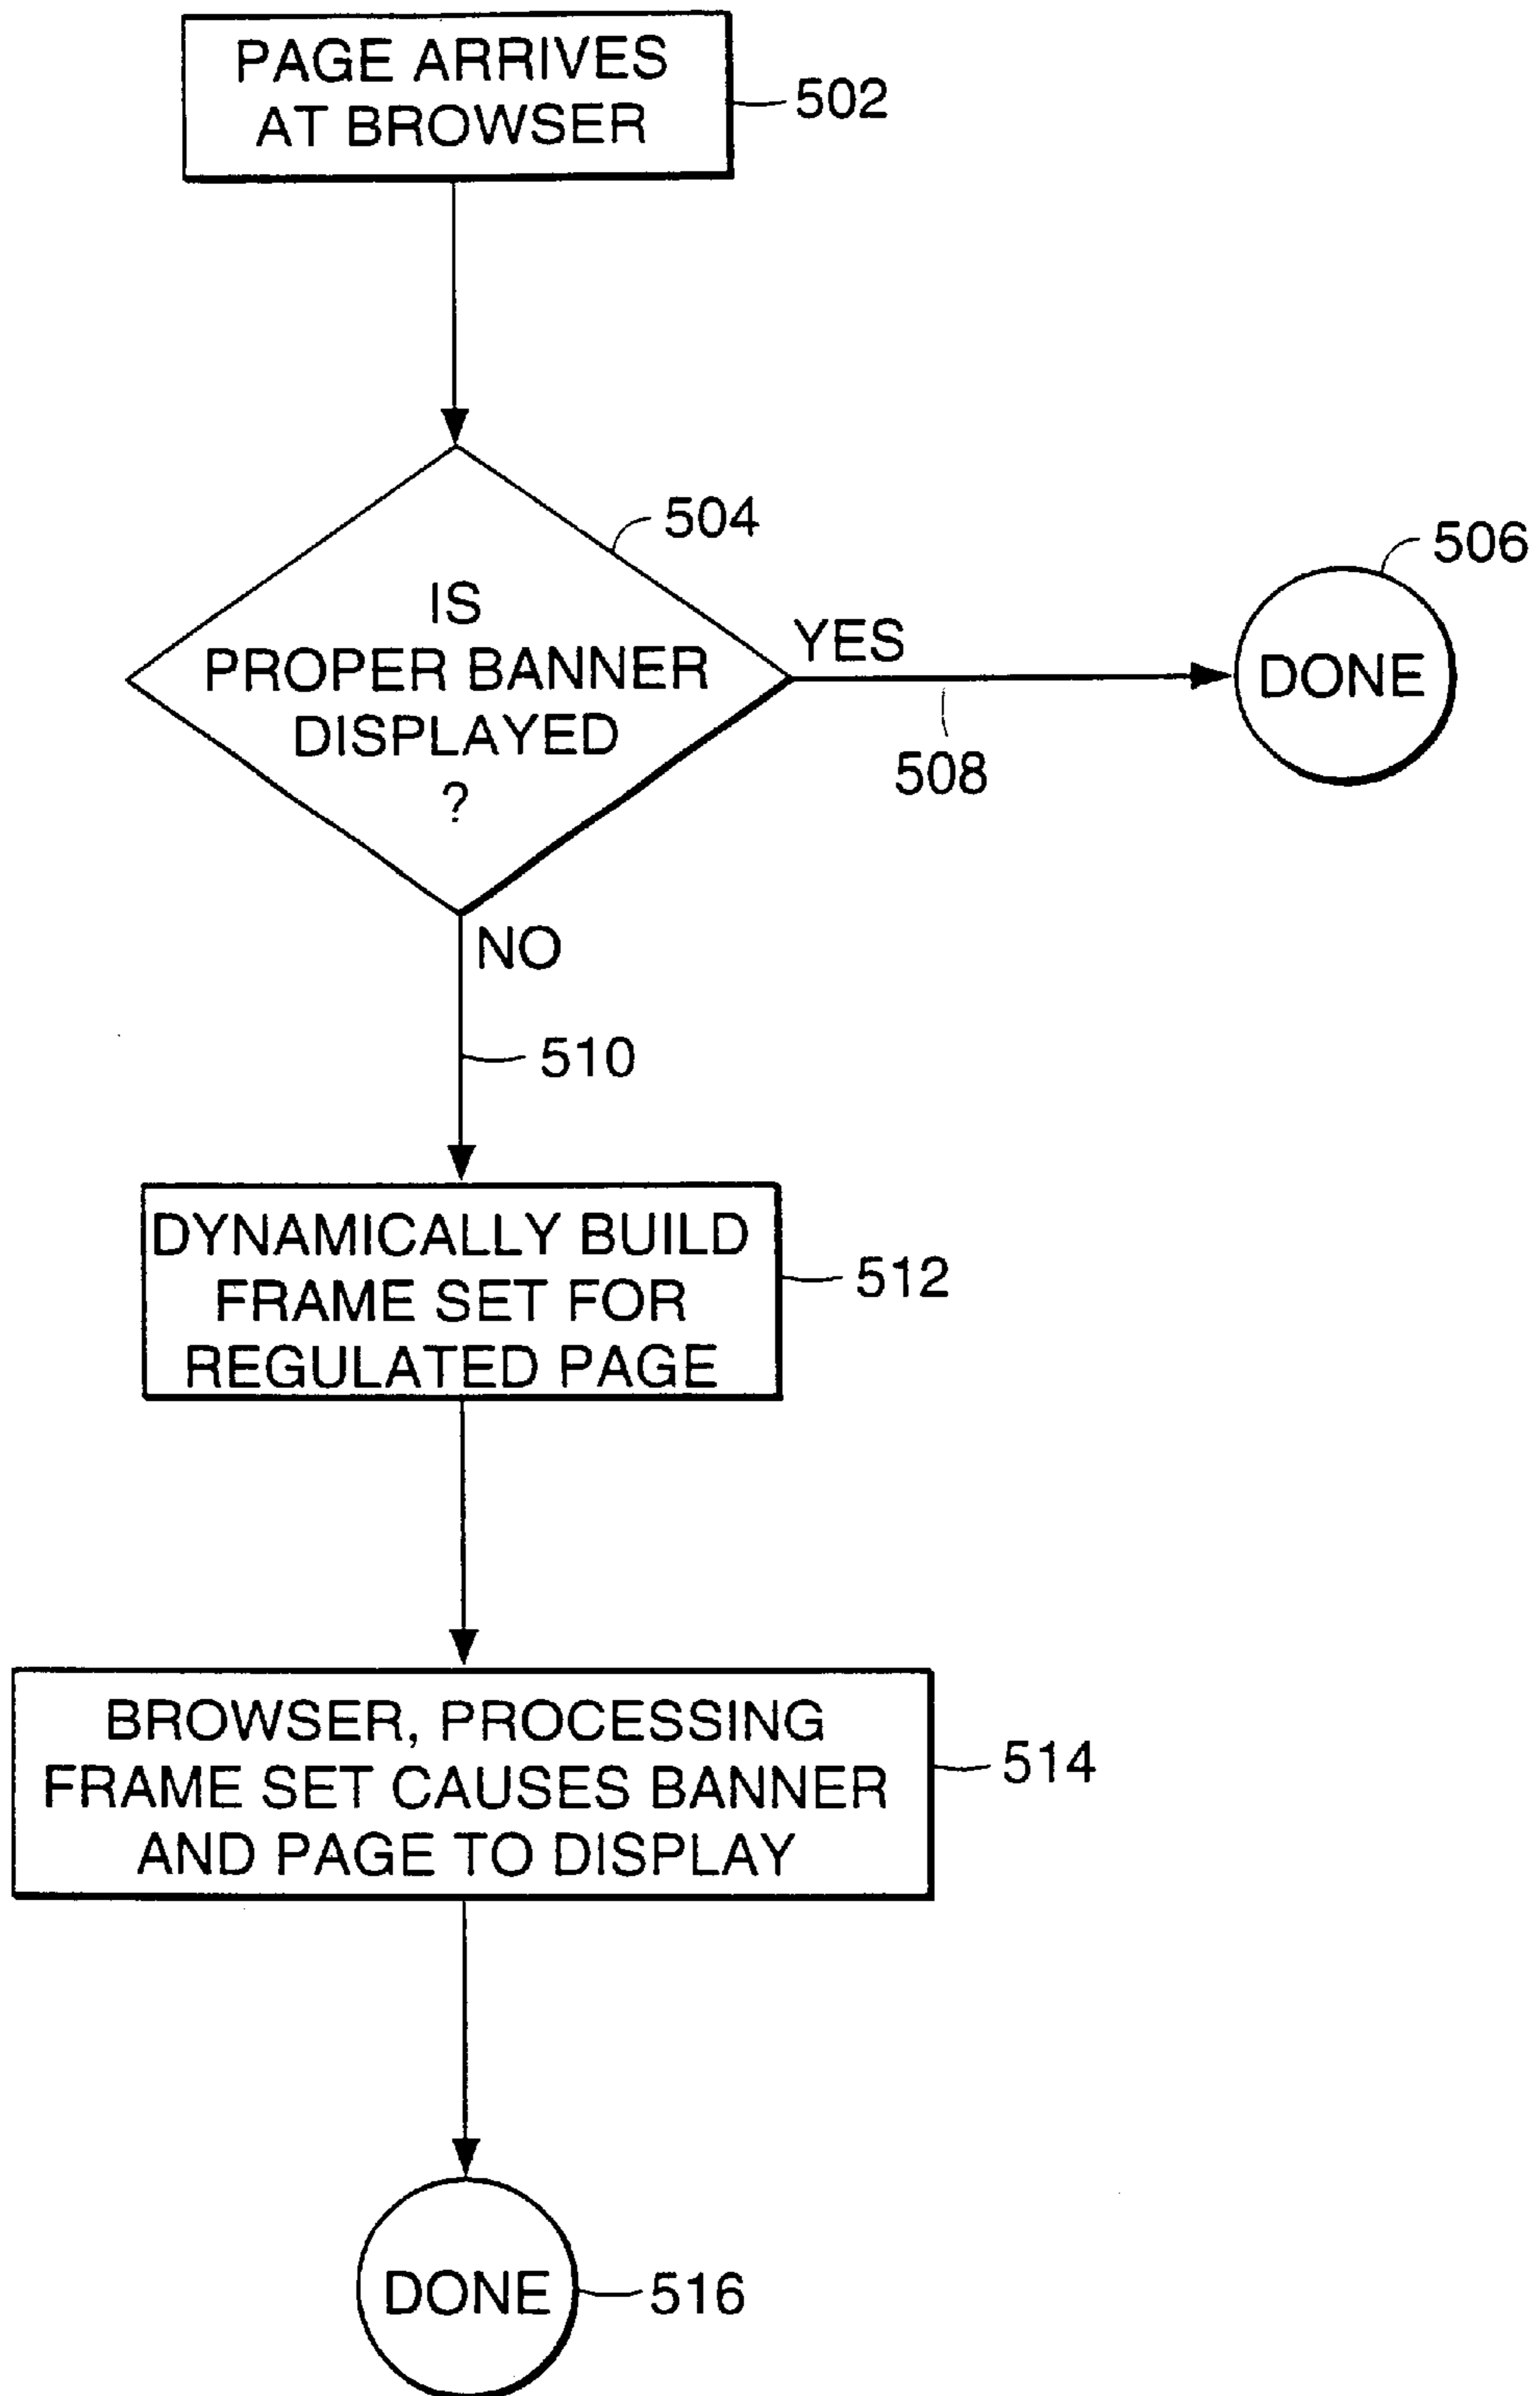 PAGE ARRIVES
AT BROWSER
502
504
IS
PROPER BANNER
DISPLAYED
?
YES
508
506
DONE
NO
510
DYNAMICALLY BUILD
FRAME SET FOR
REGULATED PAGE
512
BROWSER, PROCESSING
FRAME SET CAUSES BANNER
AND PAGE TO DISPLAY
514
DONE
516